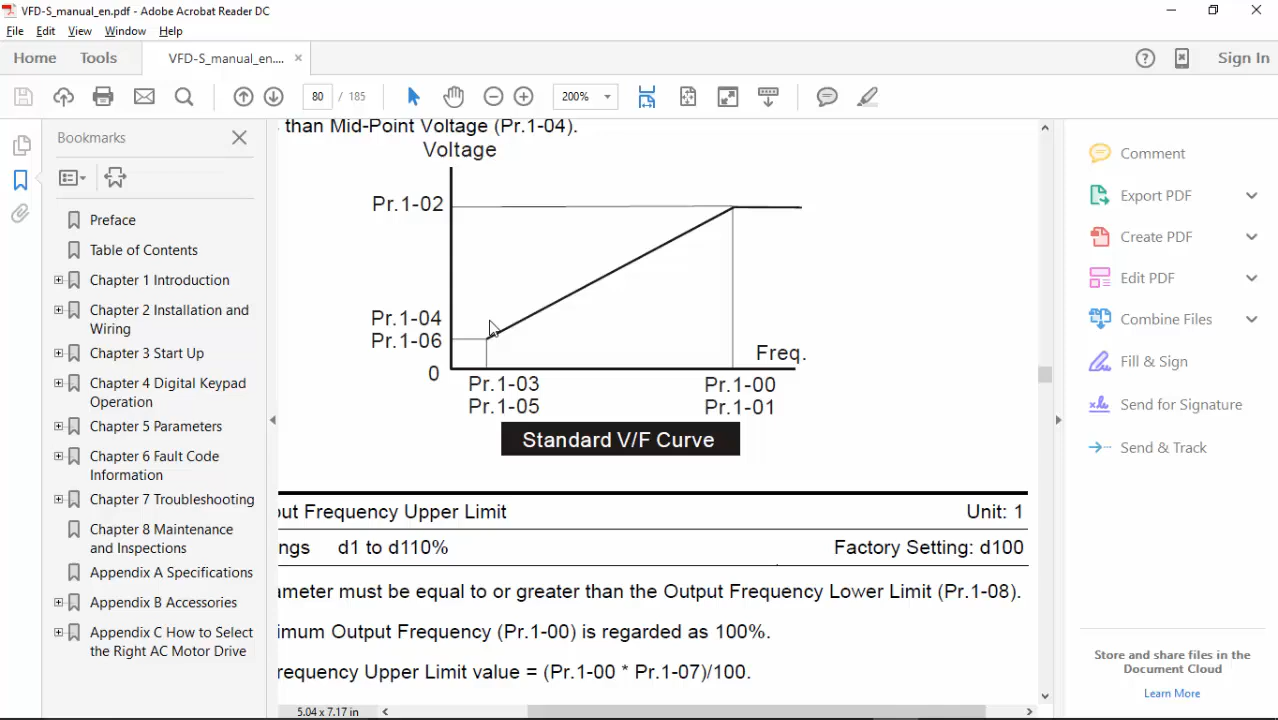 VFD-S_manual_en.pdf - Adobe Acrobat Reader DC
File Edit View Window Help
Home Tools VFD-S_manual_en.... × Sign In
80 / 185 200%
Bookmarks
Preface
Table of Contents
Chapter 1 Introduction
Chapter 2 Installation and
Wiring
Chapter 3 Start Up
Chapter 4 Digital Keypad
Operation
Chapter 5 Parameters
Chapter 6 Fault Code
Information
Chapter 7 Troubleshooting
Chapter 8 Maintenance
and Inspections
Appendix A Specifications
Appendix B Accessories
Appendix C How to Select
the Right AC Motor Drive
than Mid-Point Voltage (Pr.1-04).
Voltage
Pr.1-02
Pr.1-04
Pr.1-06
Freq.
0
Pr.1-03 Pr.1-00
Pr.1-05 Pr.1-01
Standard V/F Curve
out Frequency Upper Limit Unit: 1
ngs d1 to d110% Factory Setting: d100
ameter must be equal to or greater than the Output Frequency Lower Limit (Pr.1-08).
imum Output Frequency (Pr.1-00) is regarded as 100%.
requency Upper Limit value = (Pr.1-00 * Pr.1-07)/100.
5.04 x 7.17 in
Comment
Export PDF
Create PDF
Edit PDF
Combine Files
Fill & Sign
Send for Signature
Send & Track
Store and share files in the
Document Cloud
Learn More